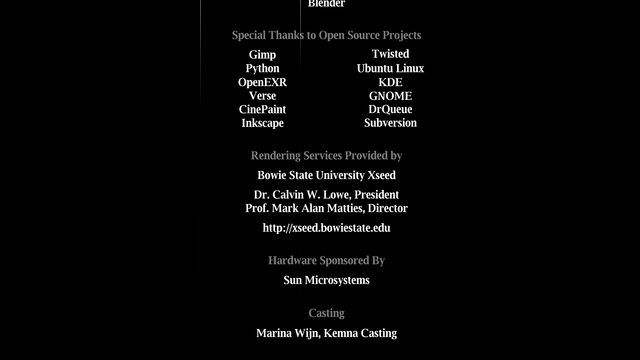 Blender
Special Thanks to Open Source Projects
Gimp Twisted
Python Ubuntu Linux
OpenEXR KDE
Verse GNOME
CinePaint DrQueue
Inkscape Subversion
Rendering Services Provided by
Bowie State University Xseed
Dr. Calvin W. Lowe, President
Prof. Mark Alan Matties, Director
http://xseed.bowiestate.edu
Hardware Sponsored By
Sun Microsystems
Casting
Marina Wijn, Kemna Casting